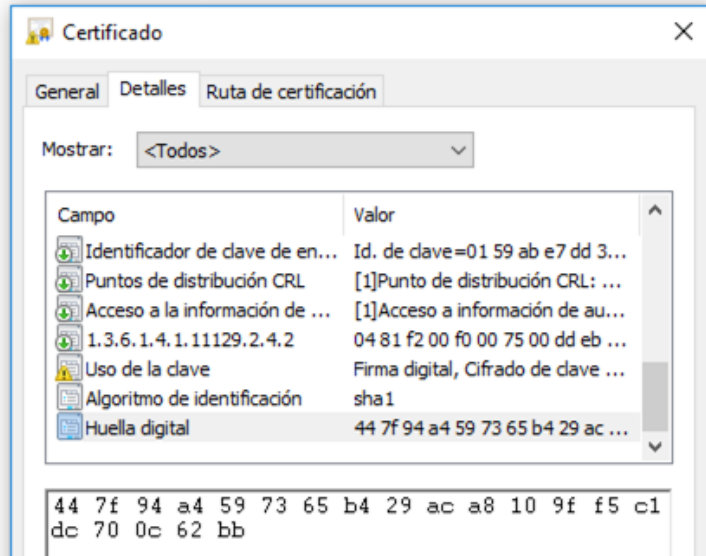 Certificado
General Detalles Ruta de certificación
Mostrar: <Todos>
Campo Valor
Identificador de clave de en... Id. de clave=01 59 ab e7 dd 3...
Puntos de distribución CRL [1]Punto de distribución CRL: ...
Acceso a la información de ... [1]Acceso a información de au...
1.3.6.1.4.1.11129.2.4.2 04 81 f2 00 f0 00 75 00 dd eb ...
Uso de la clave Firma digital, Cifrado de clave ...
Algoritmo de identificación sha1
Huella digital 44 7f 94 a4 59 73 65 b4 29 ac ...
44 7f 94 a4 59 73 65 b4 29 ac a8 10 9f f5 c1
dc 70 0c 62 bb